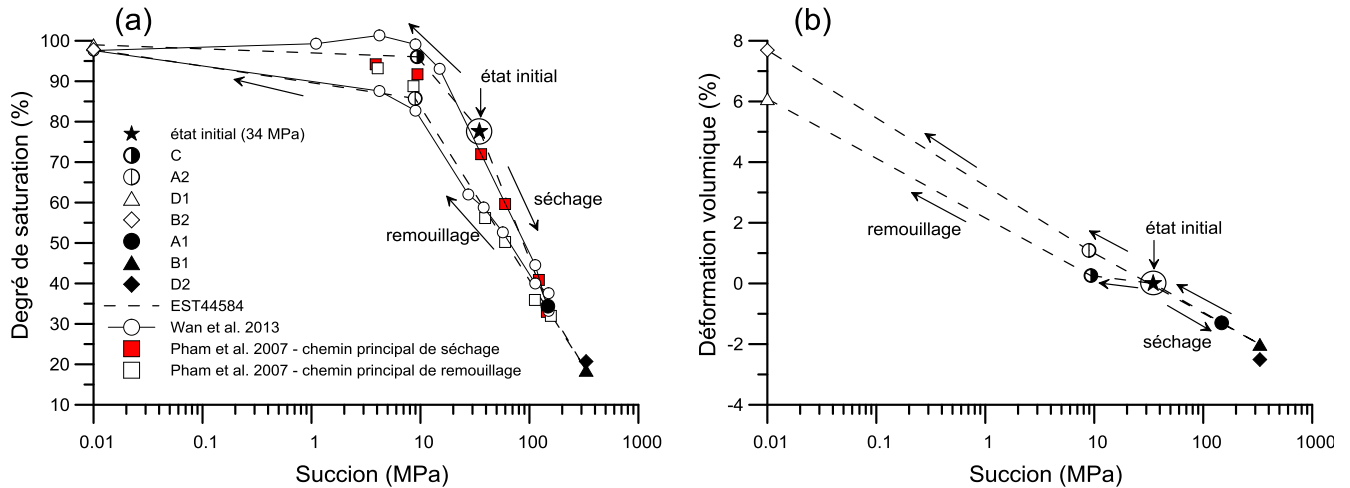 (a)
100
90
80
70
60
50
40
30
20
10
Degré de saturation (%)
état initial
séchage
remouillage
état initial (34 MPa)
C
A2
D1
B2
A1
B1
D2
EST44584
Wan et al. 2013
Pham et al. 2007 - chemin principal de séchage
Pham et al. 2007 - chemin principal de remouillage
0.01 0.1 1 10 100 1000
Succion (MPa)
(b)
8
6
4
2
0
-2
-4
Déformation volumique (%)
remouillage
état initial
séchage
0.01 0.1 1 10 100 1000
Succion (MPa)